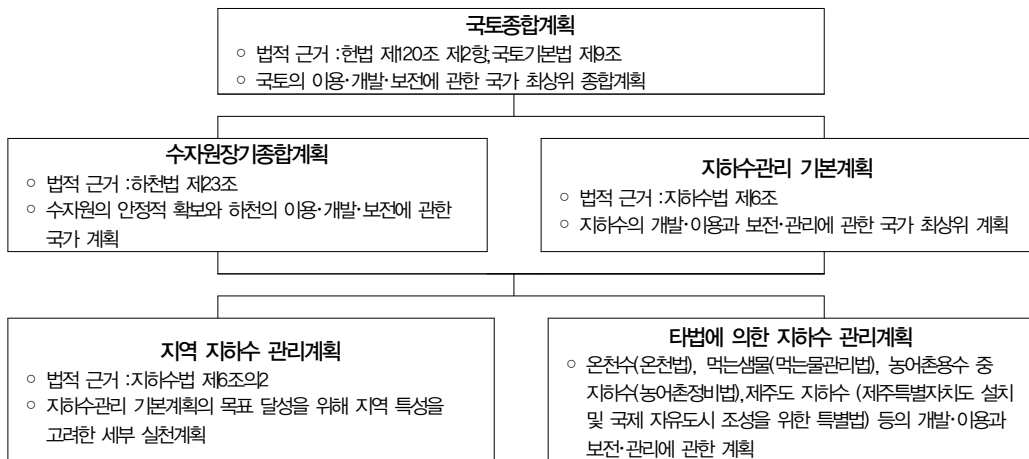 국토종합계획
○ 법적 근거 :헌법 제120조 제2항,국토기본법 제9조
○ 국토의 이용·개발·보전에 관한 국가 최상위 종합계획
수자원장기종합계획
○ 법적 근거 :하천법 제23조
○ 수자원의 안정적 확보와 하천의 이용·개발·보전에 관한
국가 계획
지하수관리 기본계획
○ 법적 근거 :지하수법 제6조
○ 지하수의 개발·이용과 보전·관리에 관한 국가 최상위 계획
지역 지하수 관리계획
○ 법적 근거 :지하수법 제6조의2
○ 지하수관리 기본계획의 목표 달성을 위해 지역 특성을
고려한 세부 실천계획
타법에 의한 지하수 관리계획
○ 온천수(온천법), 먹는샘물(먹는물관리법), 농어촌용수 중
지하수(농어촌정비법),제주도 지하수 (제주특별자치도 설치
및 국제 자유도시 조성을 위한 특별법) 등의 개발·이용과
보전·관리에 관한 계획